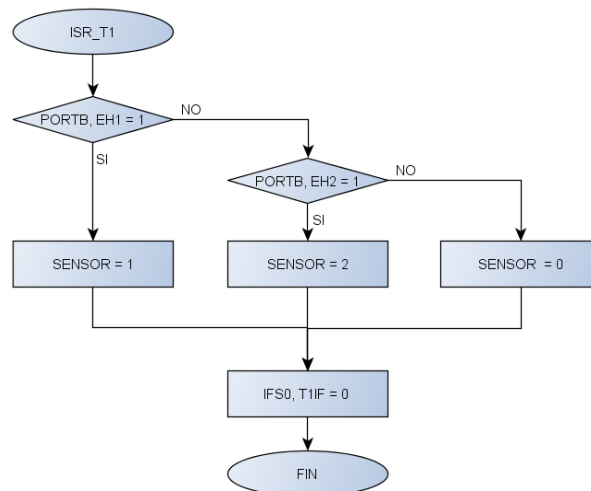 ISR_T1
PORTB, EH1 = 1
NO
SI
PORTB, EH2 = 1
NO
SI
SENSOR = 1
SENSOR = 2
SENSOR = 0
IFS0, T1IF = 0
FIN